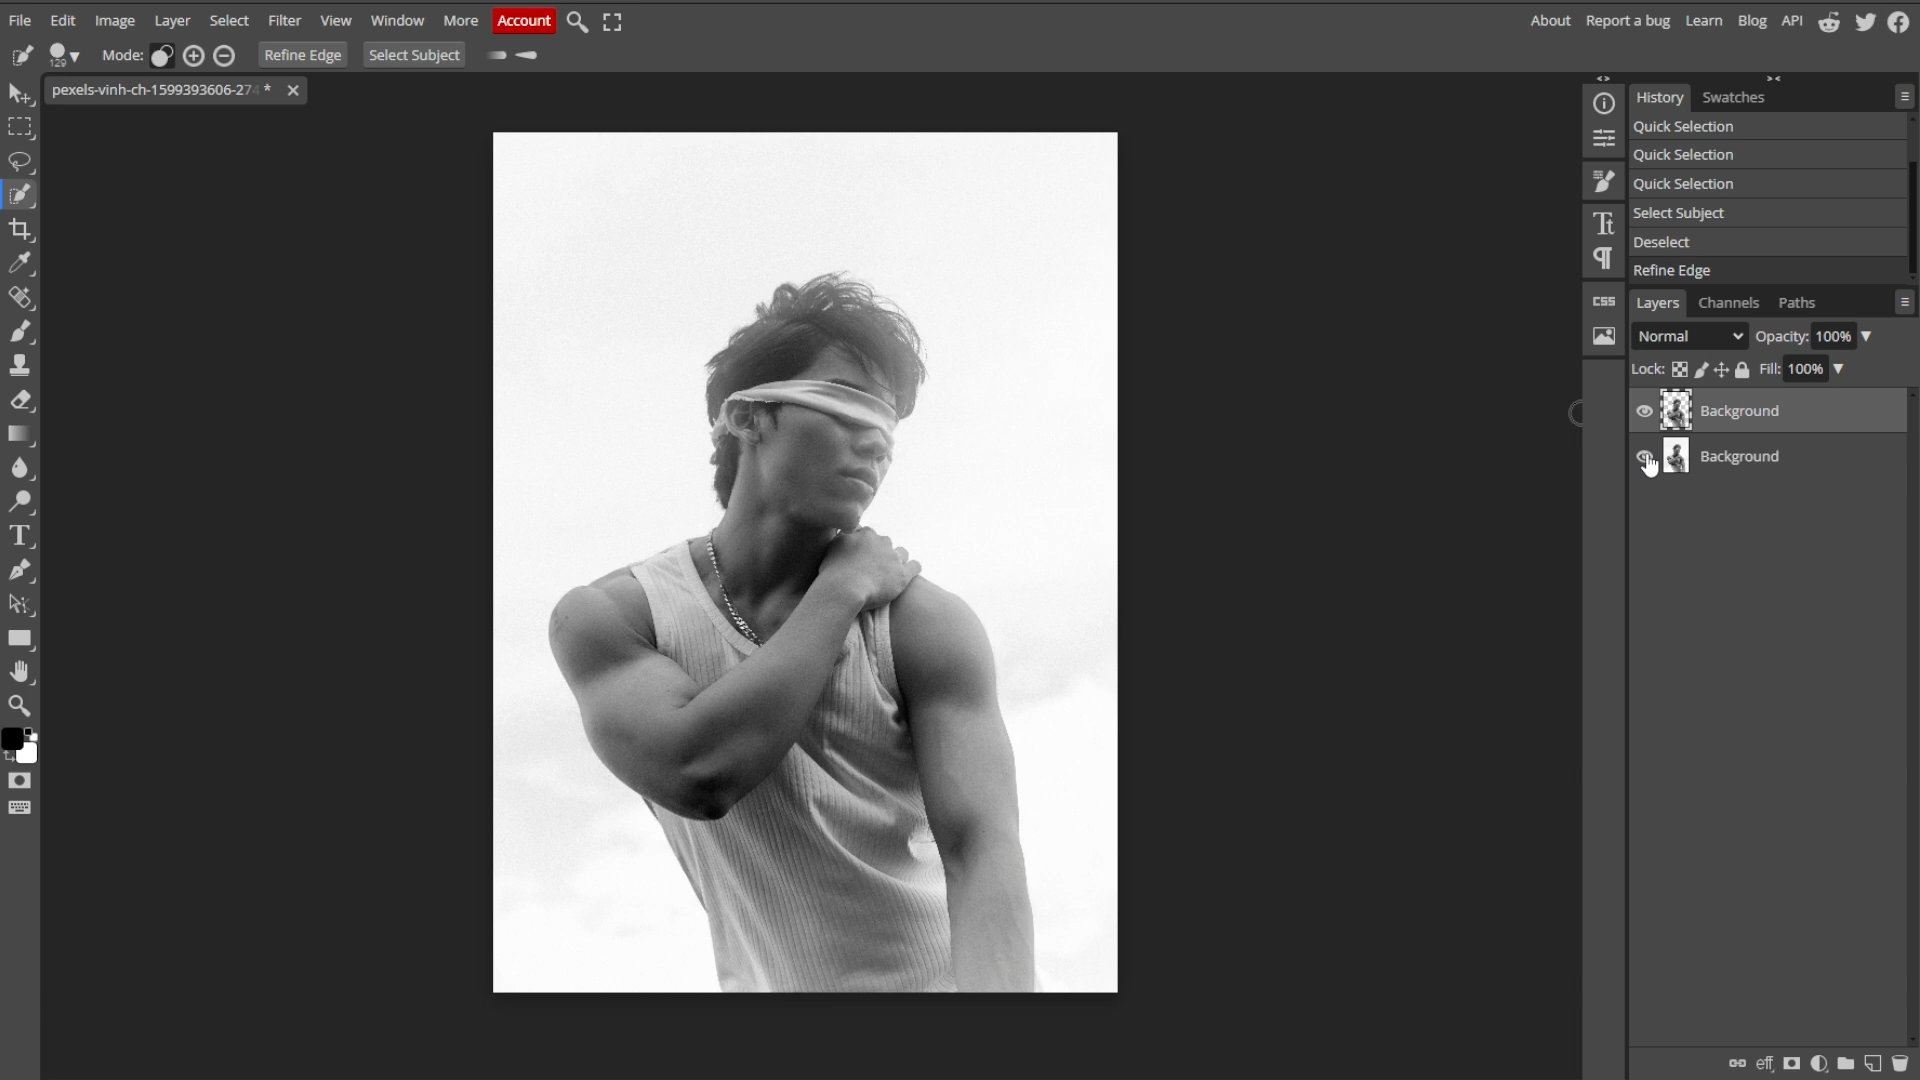 File Edit Image Layer Select Filter View Window More Account About Report a bug Learn Blog API
129 Mode: Refine Edge Select Subject
pexels-vinh-ch-1599393606-274 *
History Swatches
Quick Selection
Quick Selection
Quick Selection
Select Subject
Deselect
Refine Edge
CSS
Layers Channels Paths
Normal Opacity: 100%
Lock: Fill: 100%
Background
Background
eff